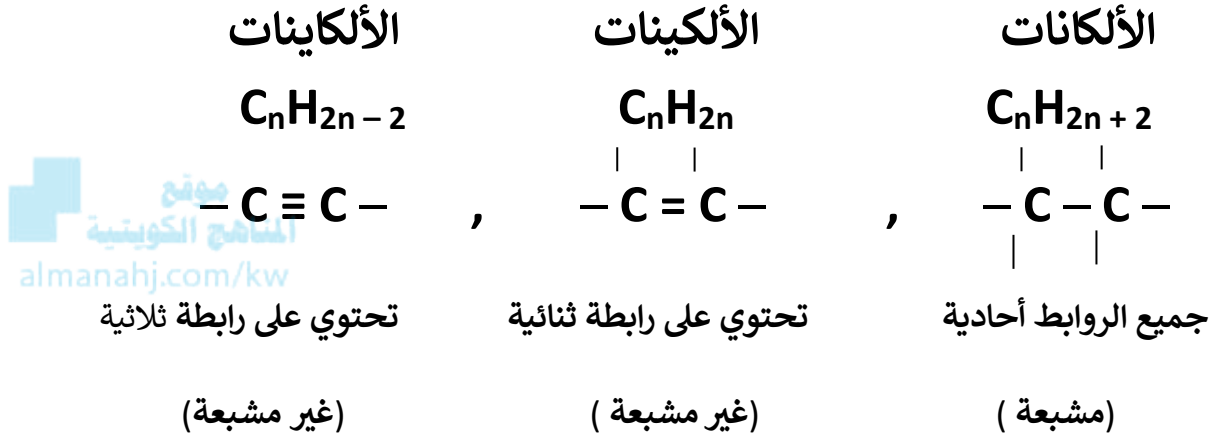 الألكانات الألكينات الألكاينات
CₙH₂ₙ₊₂ CₙH₂ₙ CₙH₂ₙ₋₂
– C – C – , – C = C – , – C ≡ C –
موقع
المناهج الكويتية
almanahj.com/kw
جميع الروابط أحادية تحتوي على رابطة ثنائية تحتوي على رابطة ثلاثية
(مشبعة ) (غير مشبعة ) (غير مشبعة)